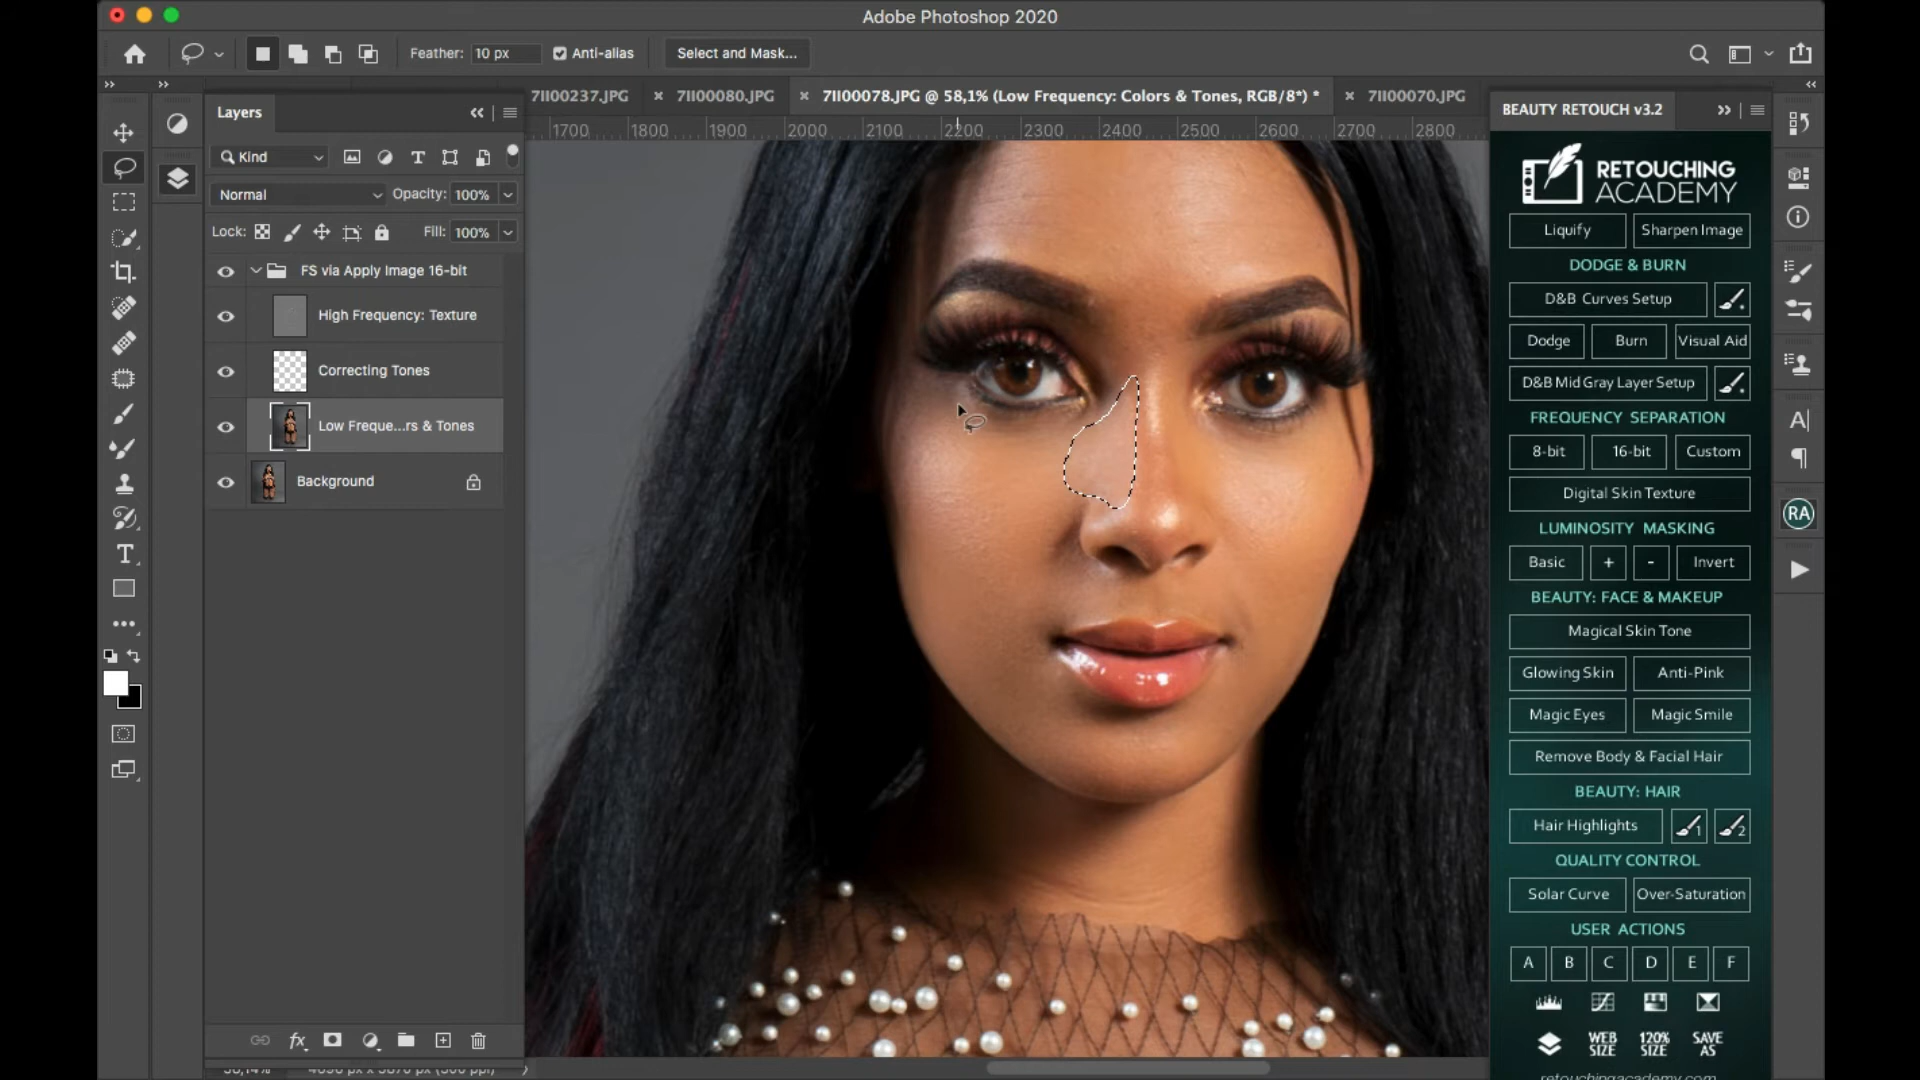 Adobe Photoshop 2020
Feather: 10 px Anti-alias Select and Mask...
7II00237.JPG × 7II00080.JPG × 7II00078.JPG @ 58,1% (Low Frequency: Colors & Tones, RGB/8*) * × 7II00070.JPG
1700 1800 1900 2000 2100 2200 2300 2400 2500 2600 2700 2800
Layers
Kind
Normal Opacity: 100%
Lock: Fill: 100%
FS via Apply Image 16-bit
High Frequency: Texture
Correcting Tones
Low Freque...rs & Tones
Background
fx
BEAUTY RETOUCH v3.2
RETOUCHING
ACADEMY
Liquify Sharpen Image
DODGE & BURN
D&B Curves Setup
Dodge Burn Visual Aid
D&B Mid Gray Layer Setup
FREQUENCY SEPARATION
8-bit 16-bit Custom
Digital Skin Texture
LUMINOSITY MASKING
Basic + - Invert
BEAUTY: FACE & MAKEUP
Magical Skin Tone
Glowing Skin Anti-Pink
Magic Eyes Magic Smile
Remove Body & Facial Hair
BEAUTY: HAIR
Hair Highlights 1 2
QUALITY CONTROL
Solar Curve Over-Saturation
USER ACTIONS
A B C D E F
WEB SIZE 120% SIZE SAVE AS
retouchingacademy.com
RA